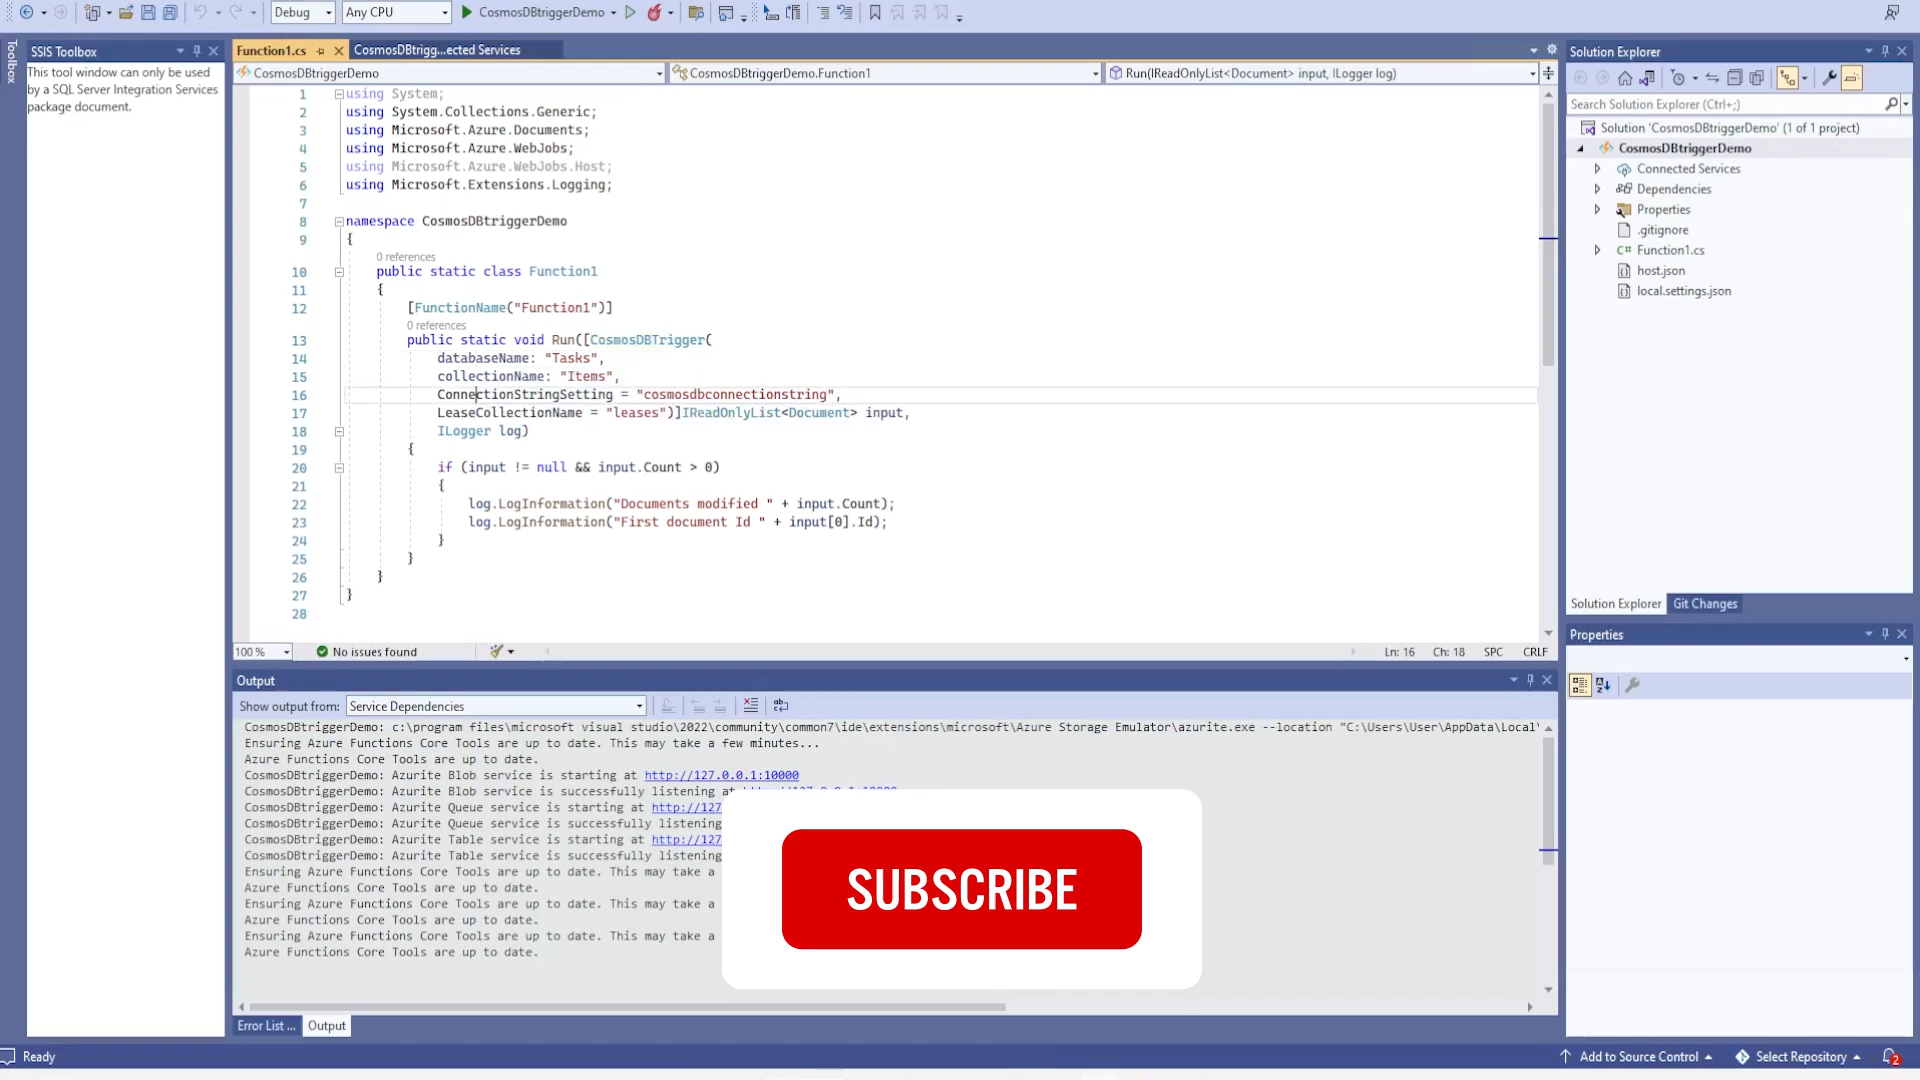 Debug
Any CPU
CosmosDBtriggerDemo
Toolbox
SSIS Toolbox
This tool window can only be used
by a SQL Server Integration Services
package document.
Function1.cs
CosmosDBtrigg...ected Services
CosmosDBtriggerDemo
CosmosDBtriggerDemo.Function1
Run(IReadOnlyList<Document> input, ILogger log)
1 using System;
2 using System.Collections.Generic;
3 using Microsoft.Azure.Documents;
4 using Microsoft.Azure.WebJobs;
5 using Microsoft.Azure.WebJobs.Host;
6 using Microsoft.Extensions.Logging;
7
8 namespace CosmosDBtriggerDemo
9 {
0 references
10 public static class Function1
11 {
12 [FunctionName("Function1")]
0 references
13 public static void Run([CosmosDBTrigger(
14 databaseName: "Tasks",
15 collectionName: "Items",
16 ConnectionStringSetting = "cosmosdbconnectionstring",
17 LeaseCollectionName = "leases")]IReadOnlyList<Document> input,
18 ILogger log)
19 {
20 if (input != null && input.Count > 0)
21 {
22 log.LogInformation("Documents modified " + input.Count);
23 log.LogInformation("First document Id " + input[0].Id);
24 }
25 }
26 }
27 }
28
100 %
No issues found
Ln: 16
Ch: 18
SPC
CRLF
Output
Show output from:
Service Dependencies
CosmosDBtriggerDemo: c:\program files\microsoft visual studio\2022\community\common7\ide\extensions\microsoft\Azure Storage Emulator\azurite.exe --location "C:\Users\User\AppData\Local\
Ensuring Azure Functions Core Tools are up to date. This may take a few minutes...
Azure Functions Core Tools are up to date.
CosmosDBtriggerDemo: Azurite Blob service is starting at http://127.0.0.1:10000
CosmosDBtriggerDemo: Azurite Blob service is successfully listening at
CosmosDBtriggerDemo: Azurite Queue service is starting at http://127
CosmosDBtriggerDemo: Azurite Queue service is successfully listening
CosmosDBtriggerDemo: Azurite Table service is starting at http://127
CosmosDBtriggerDemo: Azurite Table service is successfully listening
Ensuring Azure Functions Core Tools are up to date. This may take a
Azure Functions Core Tools are up to date.
Ensuring Azure Functions Core Tools are up to date. This may take a
Azure Functions Core Tools are up to date.
Ensuring Azure Functions Core Tools are up to date. This may take a
Azure Functions Core Tools are up to date.
SUBSCRIBE
Error List ...
Output
Solution Explorer
Search Solution Explorer (Ctrl+;)
Solution 'CosmosDBtriggerDemo' (1 of 1 project)
CosmosDBtriggerDemo
Connected Services
Dependencies
Properties
.gitignore
C# Function1.cs
host.json
local.settings.json
Solution Explorer
Git Changes
Properties
Ready
Add to Source Control
Select Repository
2